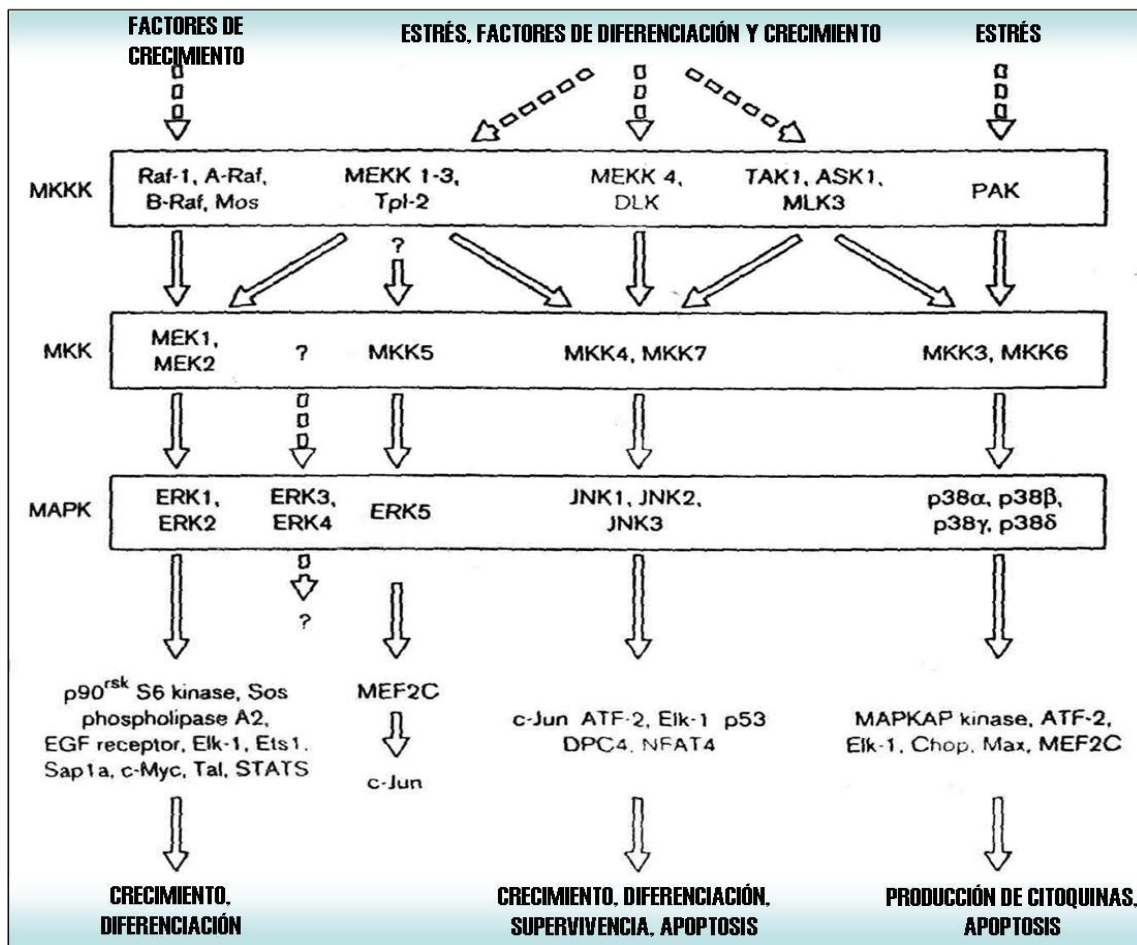 FACTORES DE
CRECIMIENTO
ESTRÉS, FACTORES DE DIFERENCIACIÓN Y CRECIMIENTO
ESTRÉS
MKKK
Raf-1, A-Raf,
B-Raf, Mos
MEKK 1-3,
Tpl-2
MEKK 4,
DLK
TAK1, ASK1,
MLK3
PAK
?
MKK
MEK1,
MEK2
?
MKK5
MKK4, MKK7
MKK3, MKK6
MAPK
ERK1,
ERK2
ERK3,
ERK4
ERK5
JNK1, JNK2,
JNK3
p38α, p38β,
p38γ, p38δ
?
p90rsk S6 kinase, Sos
phospholipase A2,
EGF receptor, Elk-1, Ets1,
Sap1a, c-Myc, Tal, STATS
MEF2C
c-Jun
c-Jun ATF-2, Elk-1 p53
DPC4, NFAT4
MAPKAP kinase, ATF-2,
Elk-1, Chop, Max, MEF2C
CRECIMIENTO,
DIFERENCIACIÓN
CRECIMIENTO, DIFERENCIACIÓN,
SUPERVIVENCIA, APOPTOSIS
PRODUCCIÓN DE CITOQUINAS,
APOPTOSIS